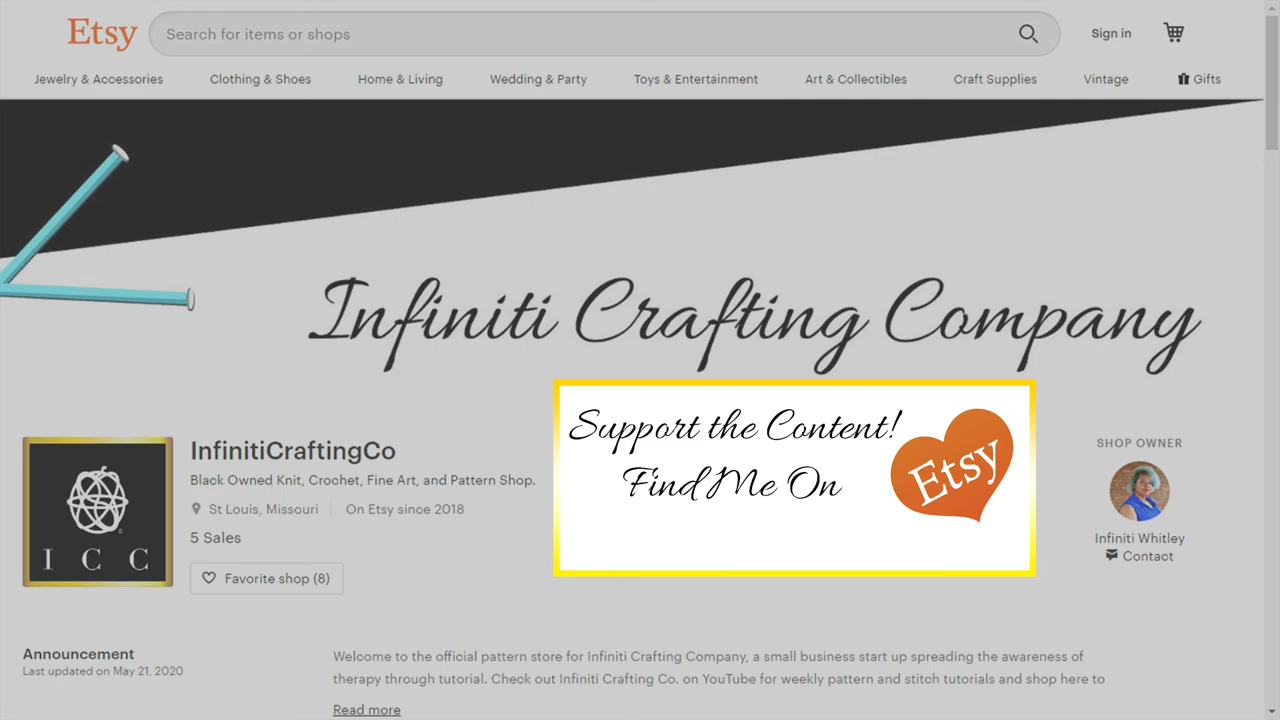 Etsy
Search for items or shops
Sign in
Jewelry & Accessories
Clothing & Shoes
Home & Living
Wedding & Party
Toys & Entertainment
Art & Collectibles
Craft Supplies
Vintage
Gifts
Infiniti Crafting Company
Support the Content!
Find Me On
Etsy
I C C
InfinitiCraftingCo
Black Owned Knit, Crochet, Fine Art, and Pattern Shop.
St Louis, Missouri
On Etsy since 2018
5 Sales
Favorite shop (8)
SHOP OWNER
Infiniti Whitley
Contact
Announcement
Last updated on May 21, 2020
Welcome to the official pattern store for Infiniti Crafting Company, a small business start up spreading the awareness of
therapy through tutorial. Check out Infiniti Crafting Co. on YouTube for weekly pattern and stitch tutorials and shop here to
Read more